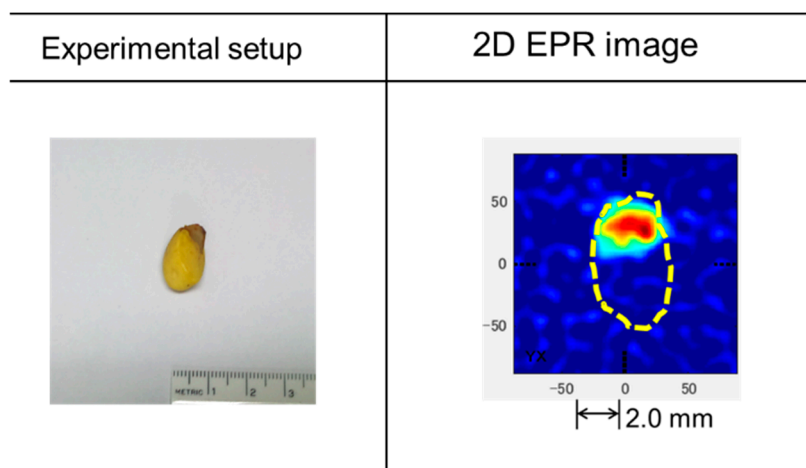 Experimental setup
2D EPR image
METRIC 1 2 3
50
0
−50
YX
−50 0 50
2.0 mm